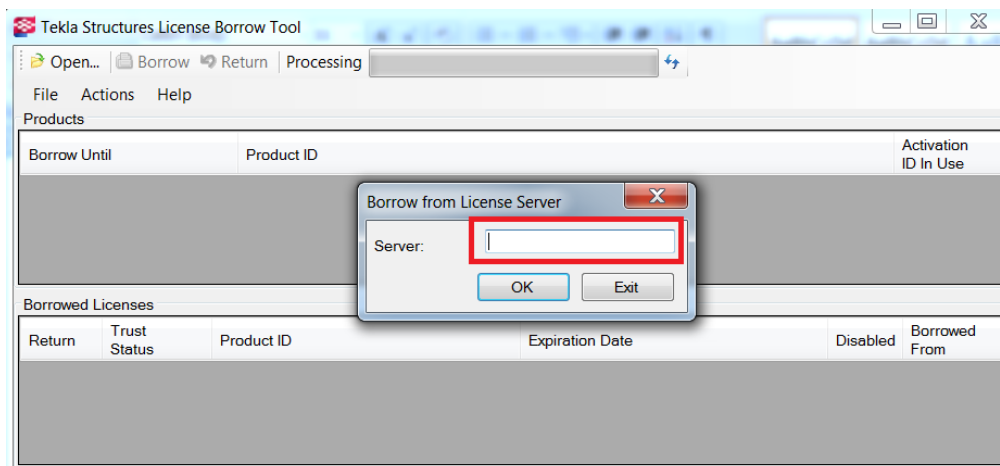 Tekla Structures License Borrow Tool
Open... Borrow Return Processing
File Actions Help
Products
Borrow Until Product ID Activation ID In Use
Borrow from License Server
Server:
OK Exit
Borrowed Licenses
Return Trust Status Product ID Expiration Date Disabled Borrowed From